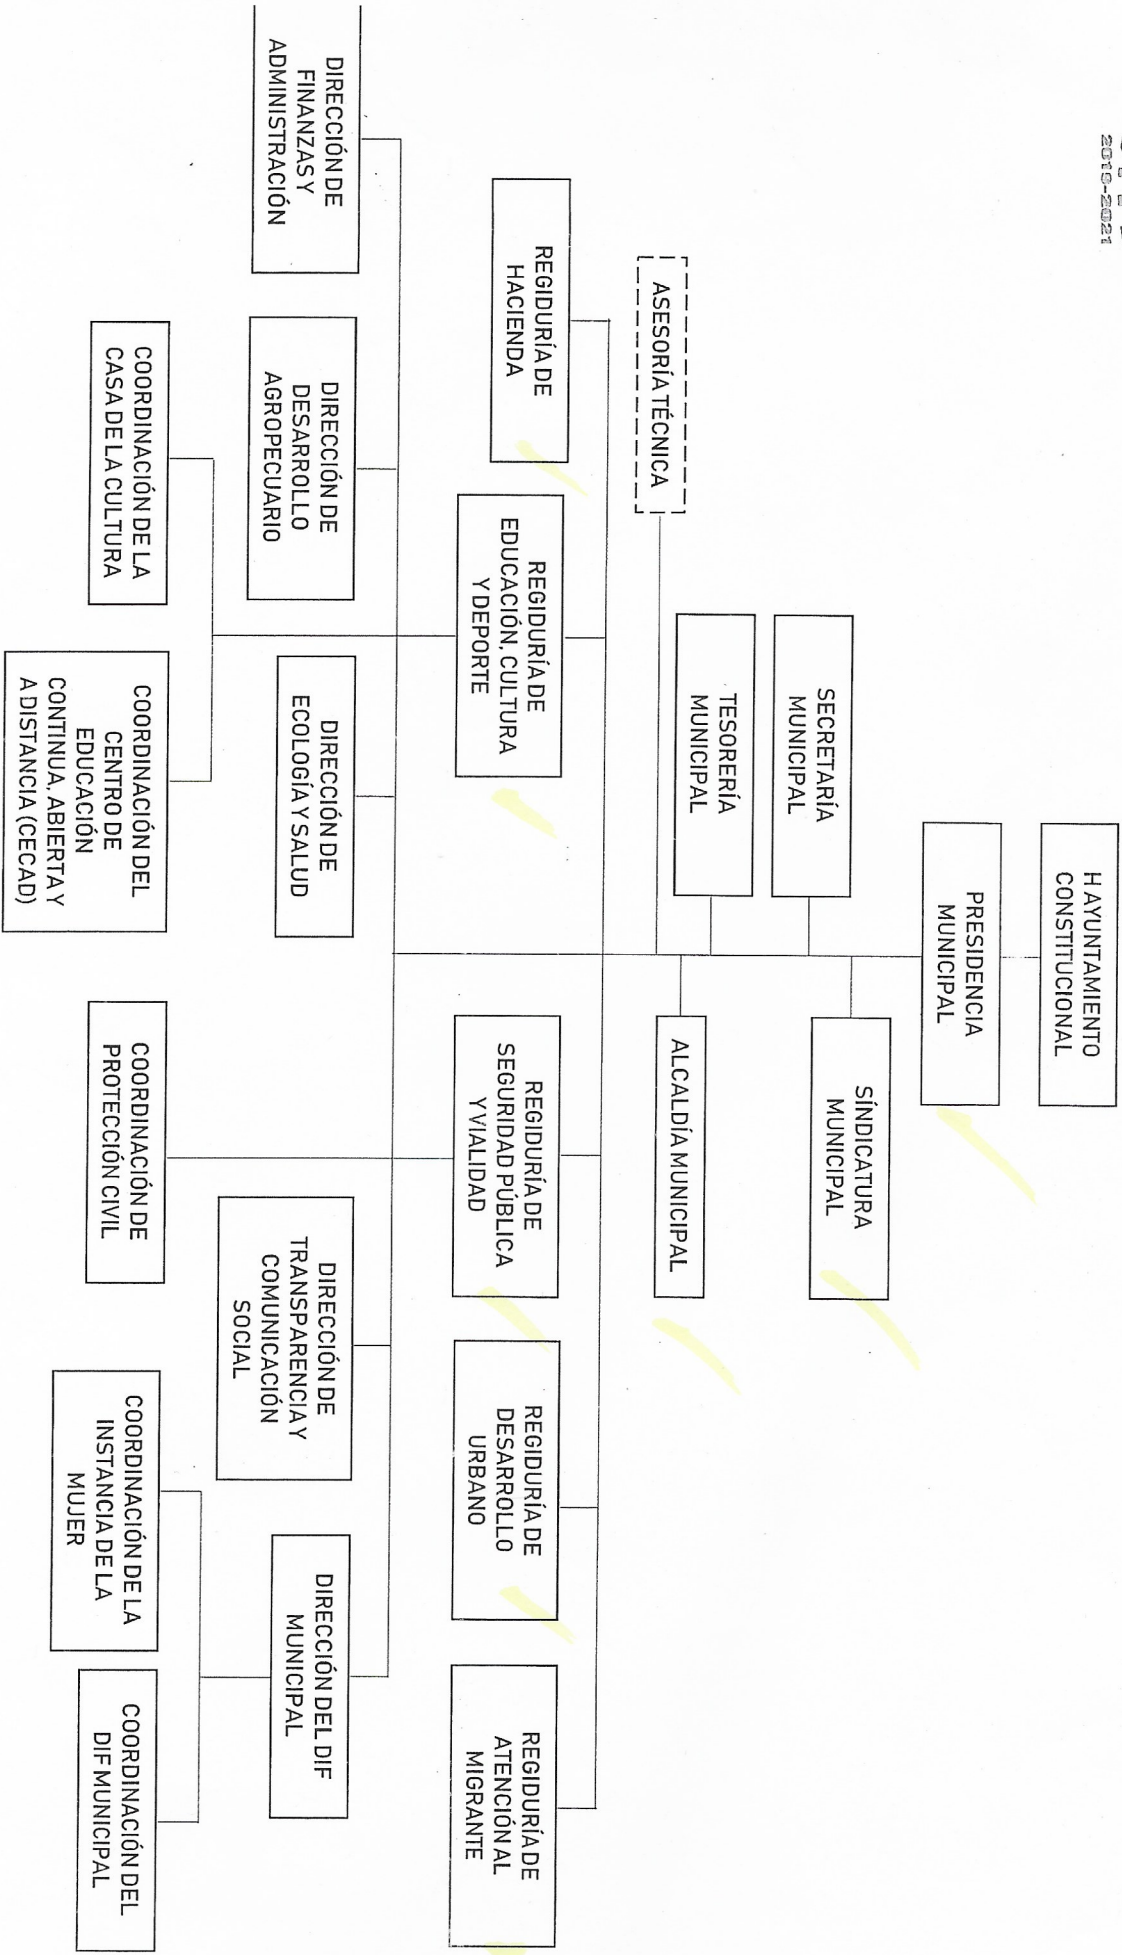 2019-2021
H AYUNTAMIENTO
CONSTITUCIONAL
PRESIDENCIA
MUNICIPAL
SÍNDICATURA
MUNICIPAL
SECRETARÍA
MUNICIPAL
TESORERÍA
MUNICIPAL
ALCALDÍA MUNICIPAL
ASESORÍA TÉCNICA
REGIDURÍA DE
HACIENDA
REGIDURÍA DE
EDUCACIÓN, CULTURA
Y DEPORTE
REGIDURÍA DE
SEGURIDAD PÚBLICA
Y VIALIDAD
REGIDURÍA DE
DESARROLLO
URBANO
REGIDURÍA DE
ATENCIÓN AL
MIGRANTE
DIRECCIÓN DE
FINANZAS Y
ADMINISTRACIÓN
DIRECCIÓN DE
DESARROLLO
AGROPECUARIO
DIRECCIÓN DE
ECOLOGÍA Y SALUD
DIRECCIÓN DE
TRANSPARENCIA Y
COMUNICACIÓN
SOCIAL
DIRECCIÓN DEL DIF
MUNICIPAL
COORDINACIÓN DE LA
CASA DE LA CULTURA
COORDINACIÓN DEL
CENTRO DE
EDUCACIÓN
CONTINUA, ABIERTA Y
A DISTANCIA (CECAD)
COORDINACIÓN DE
PROTECCIÓN CIVIL
COORDINACIÓN DE LA
INSTANCIA DE LA
MUJER
COORDINACIÓN DEL
DIF MUNICIPAL